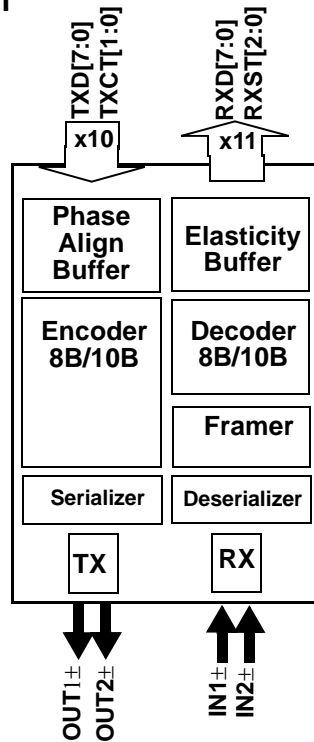 TXD[7:0]
TXCT[1:0]
RXD[7:0]
RXST[2:0]
x10
x11
Phase
Align
Buffer
Elasticity
Buffer
Encoder
8B/10B
Decoder
8B/10B
Framer
Serializer
Deserializer
TX
RX
OUT1±
OUT2±
IN1±
IN2±